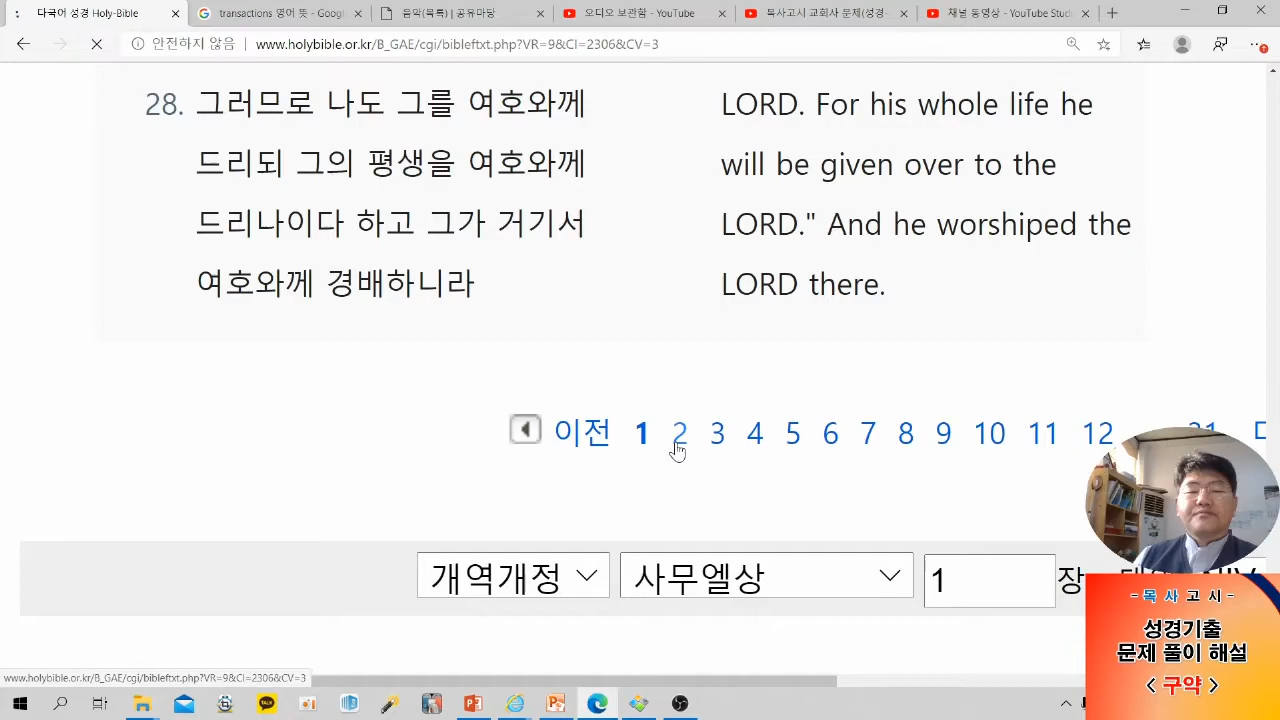 다국어 성경 Holy-Bible
transactions 영어 뜻 - Googl
음악(목록) | 공유마당
오디오 보관함 - YouTube
목사고시 교회사 문제(성경-
채널 동영상 - YouTube Stud
안전하지 않음
www.holybible.or.kr/B_GAE/cgi/bibleftxt.php?VR=9&CI=2306&CV=3
28. 그러므로 나도 그를 여호와께
드리되 그의 평생을 여호와께
드리나이다 하고 그가 거기서
여호와께 경배하니라
LORD. For his whole life he
will be given over to the
LORD." And he worshiped the
LORD there.
이전 1 2 3 4 5 6 7 8 9 10 11 12
개역개정 사무엘상 1 장
- 목 사 고 시 -
성경기출
문제 풀이 해설
< 구약 >
www.holybible.or.kr/B_GAE/cgi/bibleftxt.php?VR=9&CI=2306&CV=3
TALK